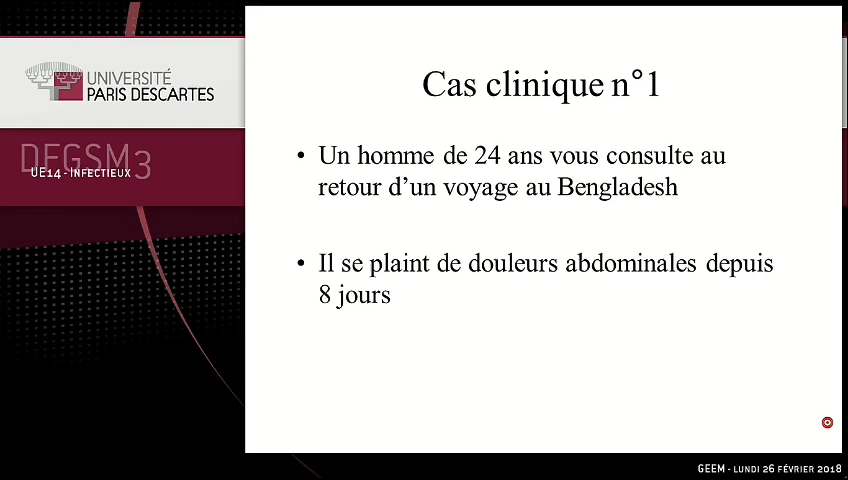 UNIVERSITÉ
PARIS DESCARTES
DFGSM3
UE14 - INFECTIEUX
Cas clinique n°1
• Un homme de 24 ans vous consulte au
retour d’un voyage au Bengladesh
• Il se plaint de douleurs abdominales depuis
8 jours
GEEM - LUNDI 26 FÉVRIER 2018